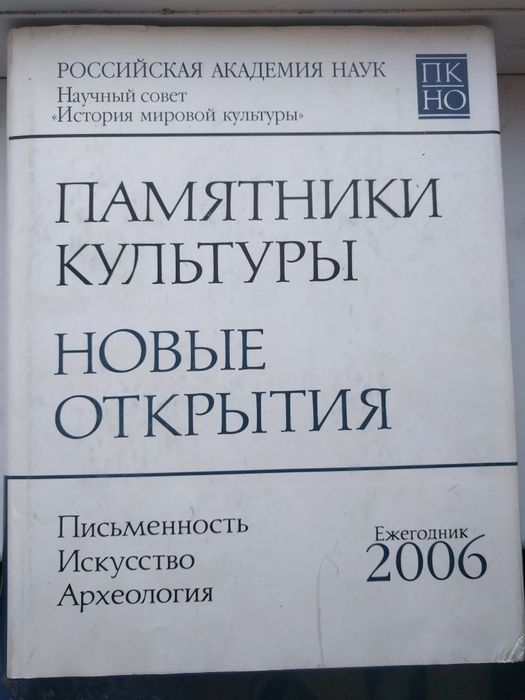 РОССИЙСКАЯ АКАДЕМИЯ НАУК
Научный совет
«История мировой культуры»
ПК
НО
ПАМЯТНИКИ
КУЛЬТУРЫ
НОВЫЕ
ОТКРЫТИЯ
Письменность
Искусство
Археология
Ежегодник
2006